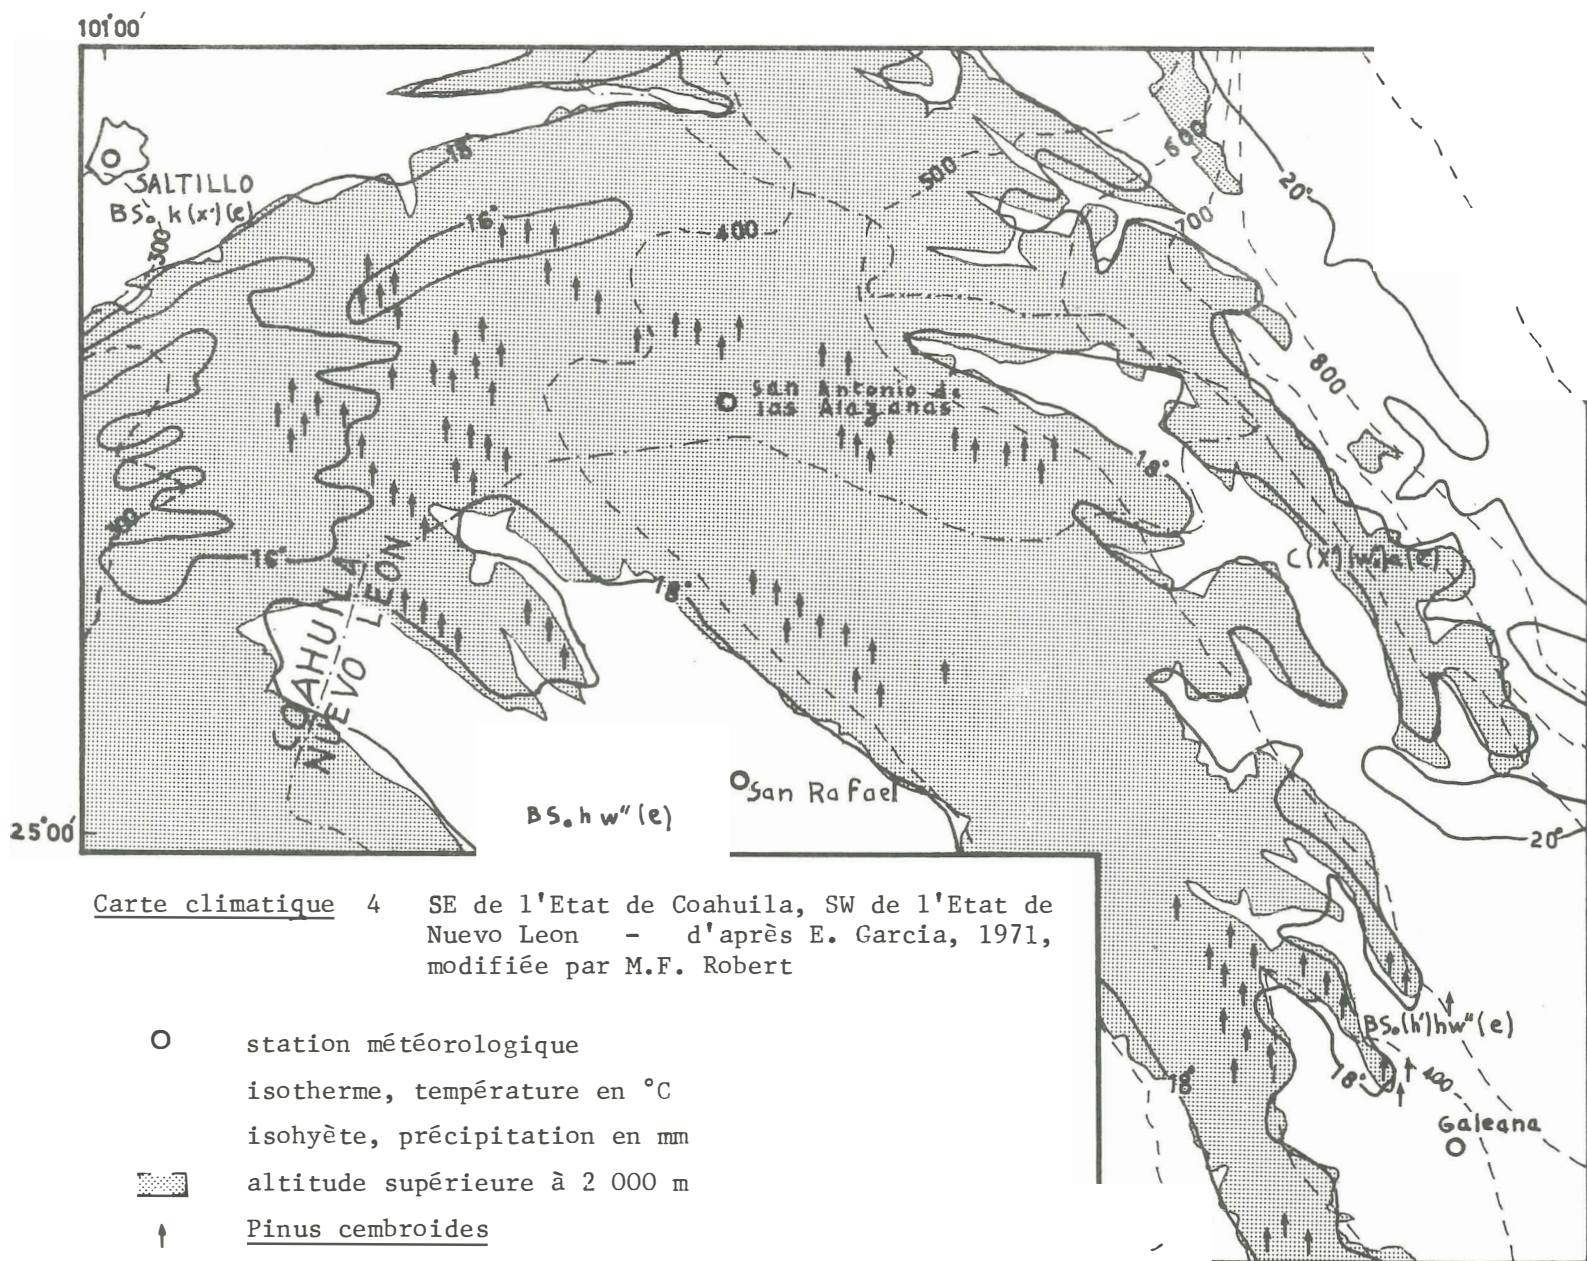 101°00'
18
SALTILLO
BS₀ k(x')(e)
300
16°
400
500
600
700
20°
800
San Antonio de
las Alazanas
18°
300
16°
COAHUILA
NUEVO LEON
18°
C(x')(w₀)a(e)
San Rafael
BS₀ h w"(e)
25°00'
20°
Carte climatique 4 SE de l'Etat de Coahuila, SW de l'Etat de
Nuevo Leon - d'après E. Garcia, 1971,
modifiée par M.F. Robert
station météorologique
isotherme, température en °C
isohyète, précipitation en mm
altitude supérieure à 2 000 m
Pinus cembroides
BS₀(h')hw"(e)
18°
18°
400
Galeana